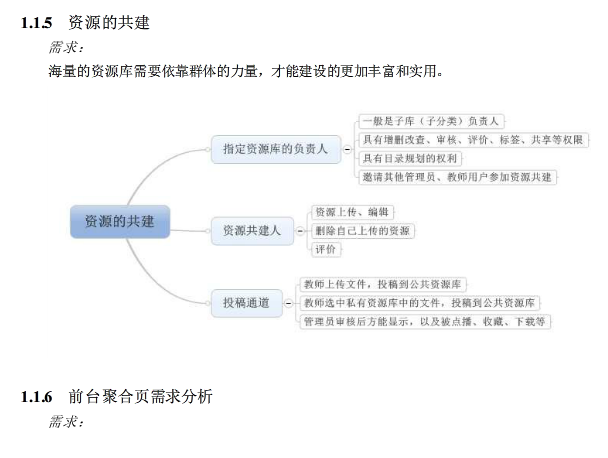 1.1.5 资源的共建
需求：
海量的资源库需要依靠群体的力量，才能建设的更加丰富和实用。
资源的共建
指定资源库的负责人
一般是子库（子分类）负责人
具有增删改查、审核、评价、标签、共享等权限
具有目录规划的权利
邀请其他管理员、教师用户参加资源共建
资源共建人
资源上传、编辑
删除自己上传的资源
评价
投稿通道
教师上传文件，投稿到公共资源库
教师选中私有资源库中的文件，投稿到公共资源库
管理员审核后方能显示，以及被点播、收藏、下载等
1.1.6 前台聚合页需求分析
需求：